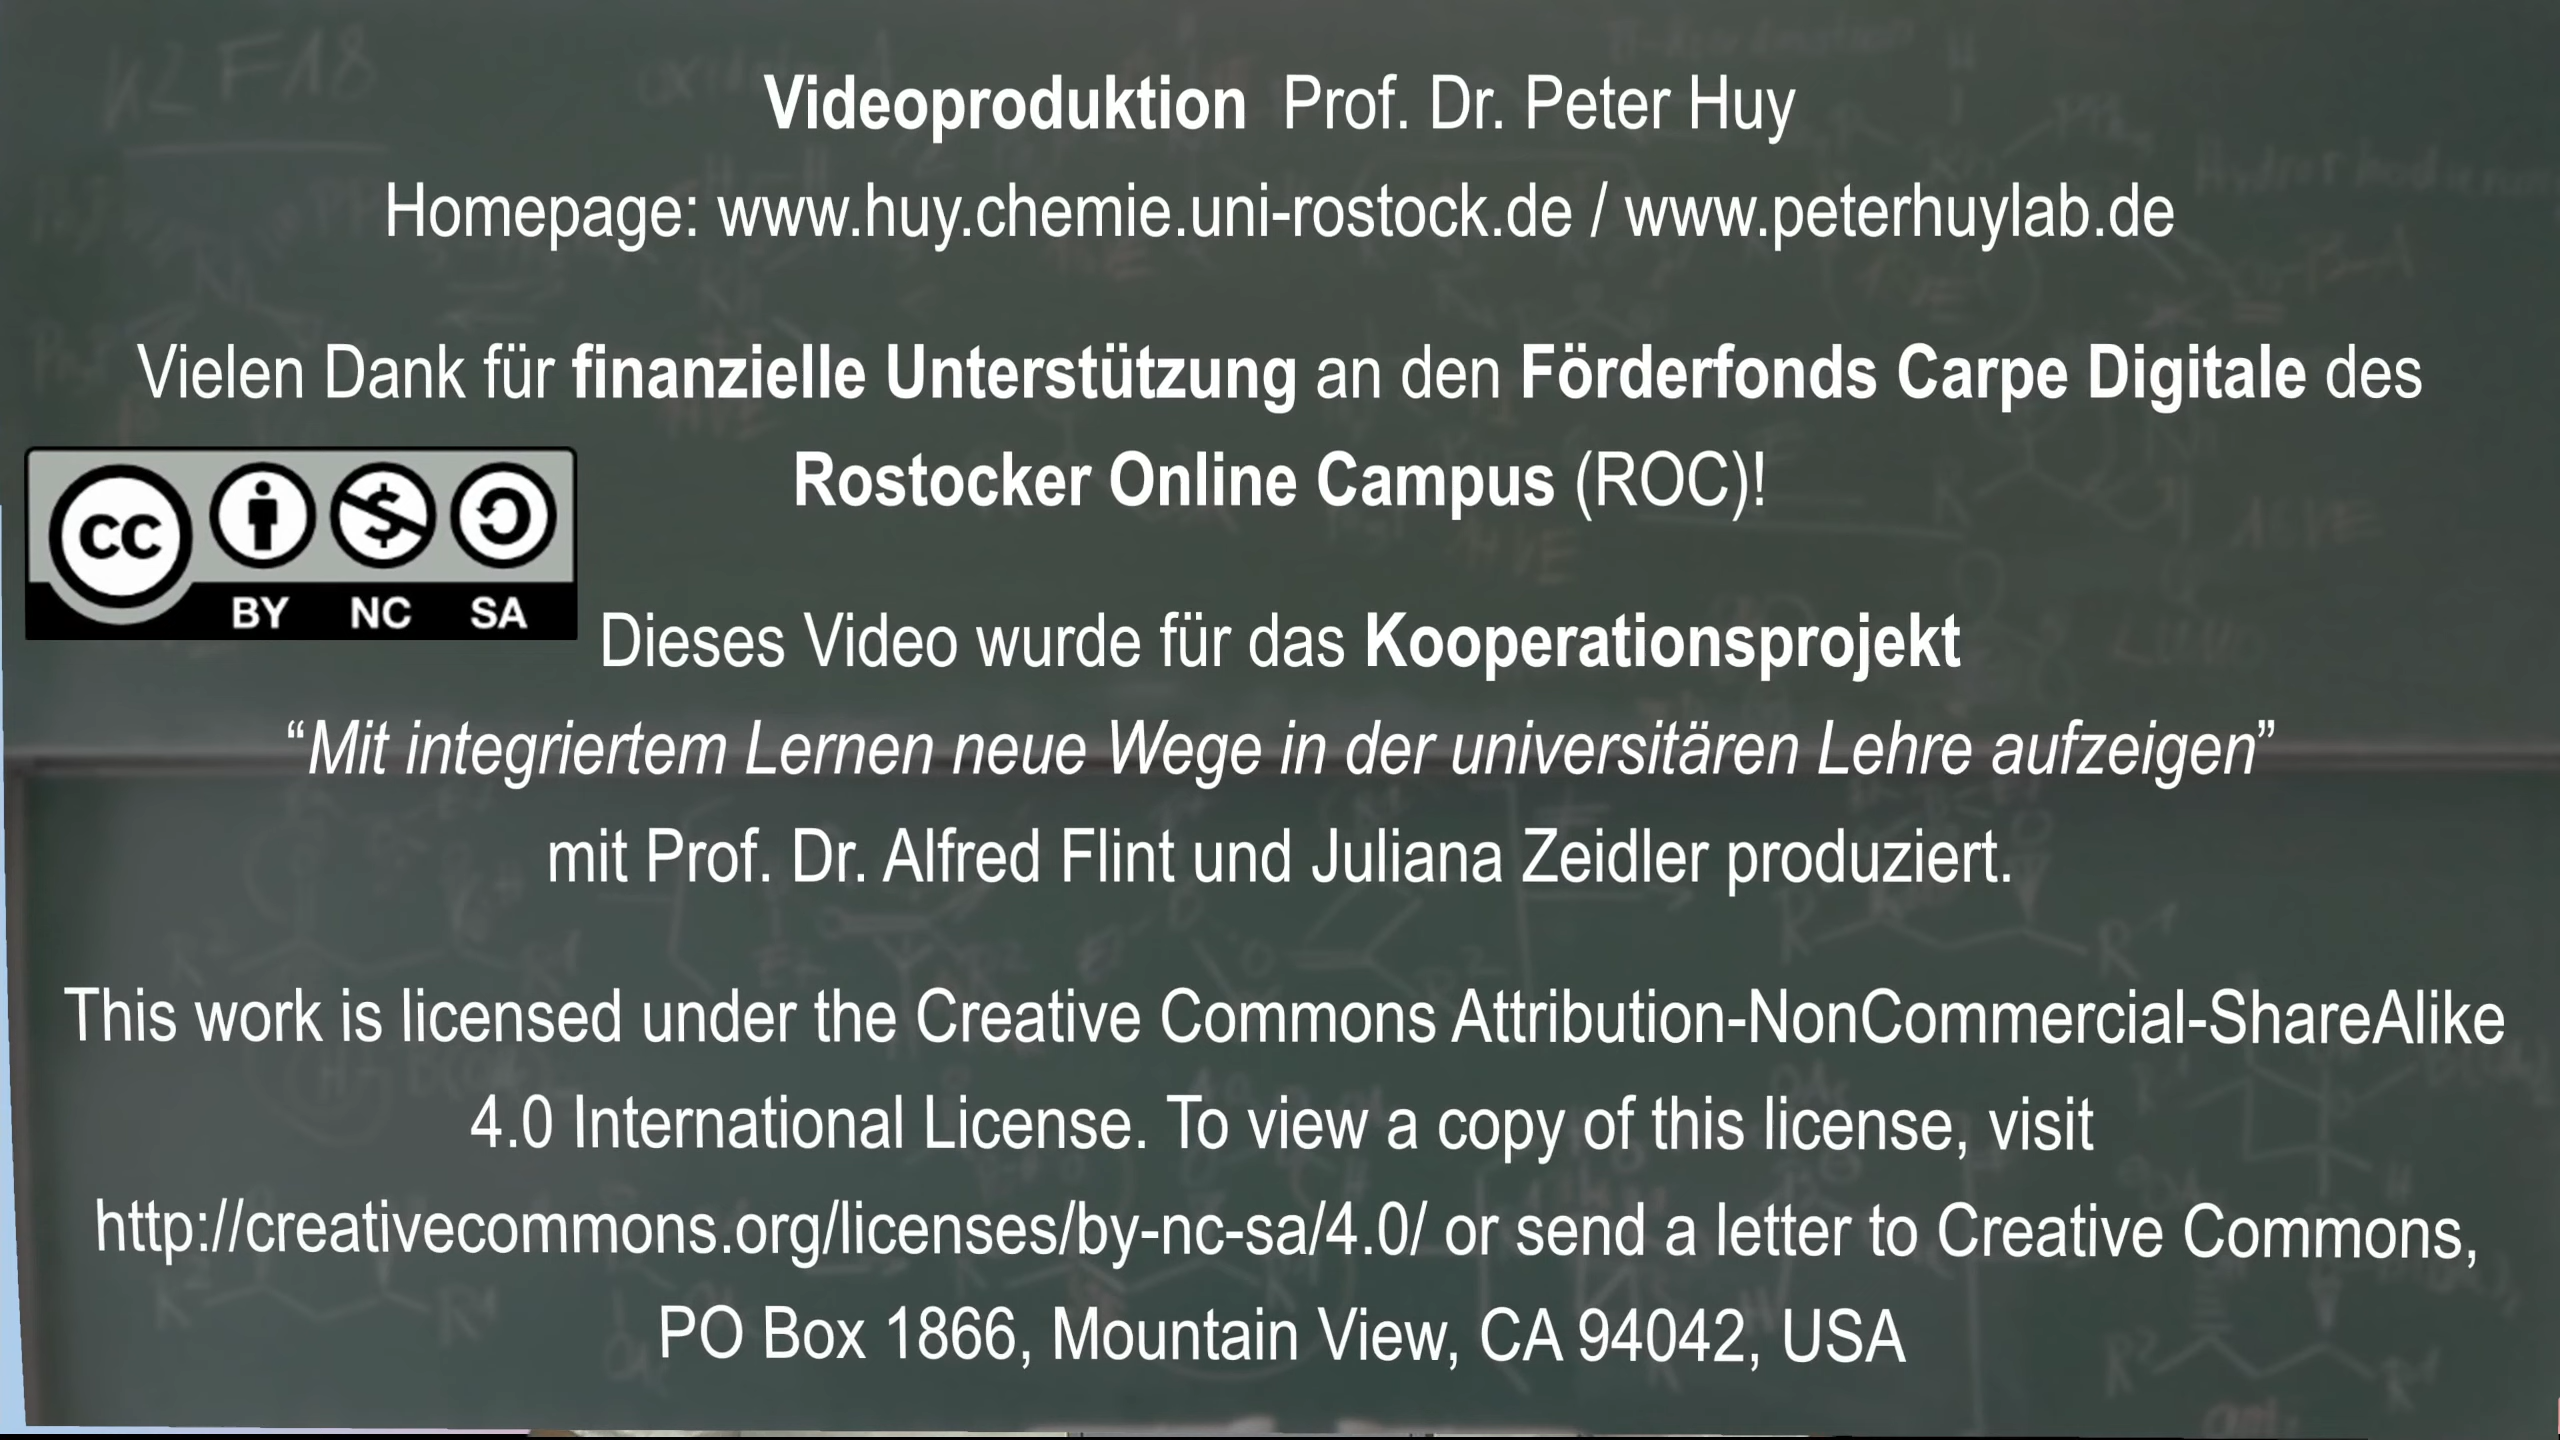 Videoproduktion Prof. Dr. Peter Huy
Homepage: www.huy.chemie.uni-rostock.de / www.peterhuylab.de
Vielen Dank für finanzielle Unterstützung an den Förderfonds Carpe Digitale des
Rostocker Online Campus (ROC)!
cc
BY NC SA
Dieses Video wurde für das Kooperationsprojekt
“Mit integriertem Lernen neue Wege in der universitären Lehre aufzeigen”
mit Prof. Dr. Alfred Flint und Juliana Zeidler produziert.
This work is licensed under the Creative Commons Attribution-NonCommercial-ShareAlike
4.0 International License. To view a copy of this license, visit
http://creativecommons.org/licenses/by-nc-sa/4.0/ or send a letter to Creative Commons,
PO Box 1866, Mountain View, CA 94042, USA